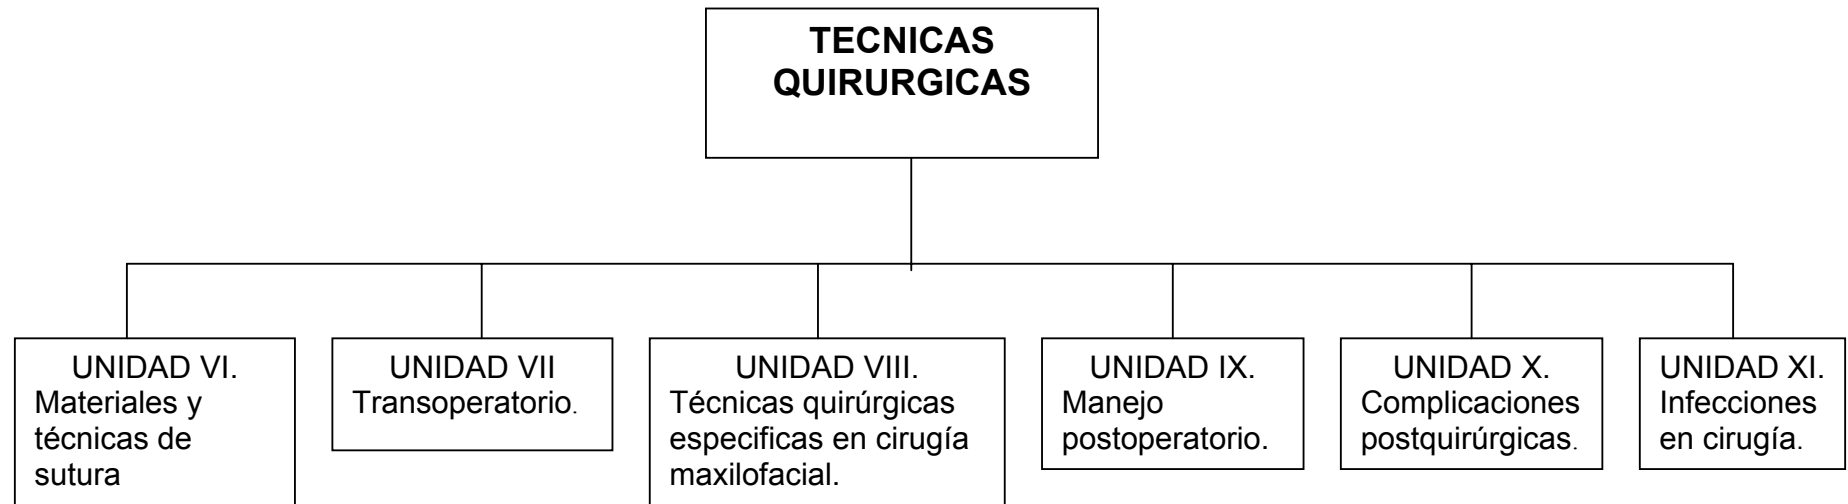 TECNICAS
QUIRURGICAS
UNIDAD VI.
Materiales y
técnicas de
sutura
UNIDAD VII
Transoperatorio.
UNIDAD VIII.
Técnicas quirúrgicas
especificas en cirugía
maxilofacial.
UNIDAD IX.
Manejo
postoperatorio.
UNIDAD X.
Complicaciones
postquirúrgicas.
UNIDAD XI.
Infecciones
en cirugía.